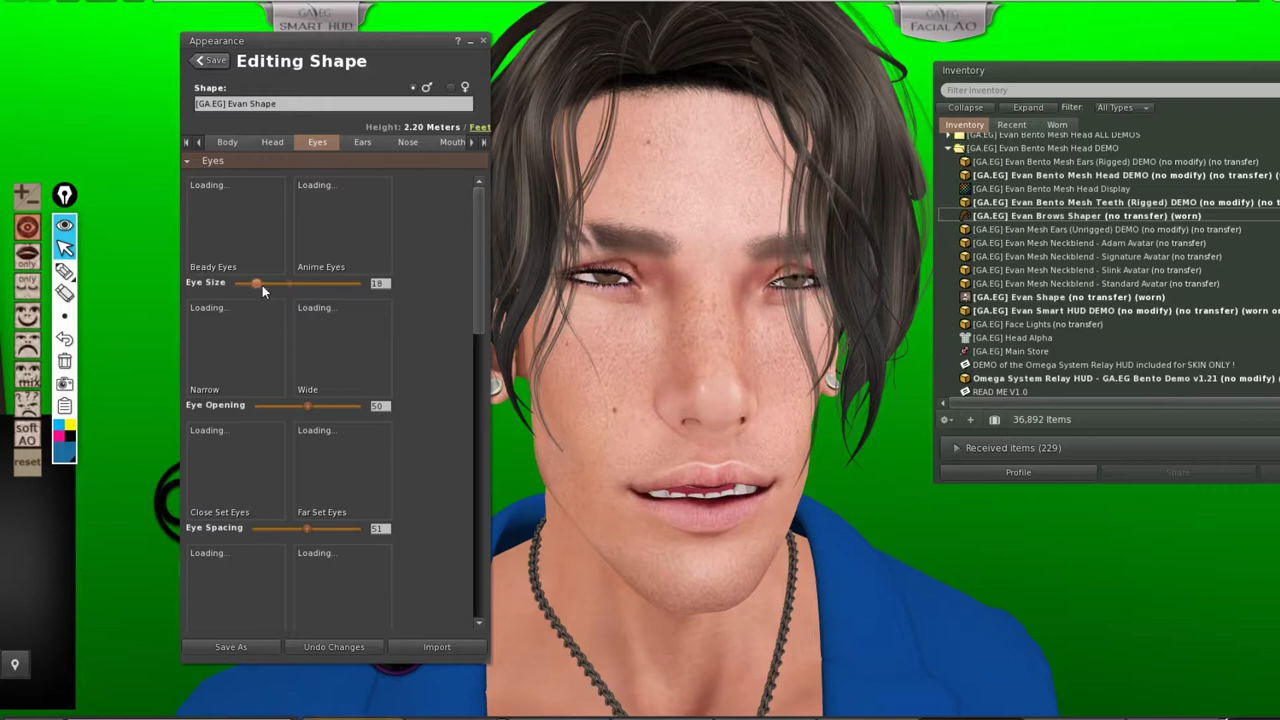 GA.EG
SMART HUD
GA.EG
FACIAL AO
Appearance
?
Save
Editing Shape
Shape:
[GA.EG] Evan Shape
Height: 2.20 Meters / Feet
Body
Head
Eyes
Ears
Nose
Mouth
Eyes
Loading...
Loading...
Beady Eyes
Anime Eyes
Eye Size
18
Loading...
Loading...
Narrow
Wide
Eye Opening
50
Loading...
Loading...
Close Set Eyes
Far Set Eyes
Eye Spacing
51
Loading...
Loading...
Save As
Undo Changes
Import
only
only
mix
soft
AO
reset
Inventory
Filter Inventory
Collapse
Expand
Filter:
All Types
Inventory
Recent
Worn
[GA.EG] Evan Bento Mesh Head ALL DEMOS
[GA.EG] Evan Bento Mesh Head DEMO
[GA.EG] Evan Bento Mesh Ears (Rigged) DEMO (no modify) (no transfer)
[GA.EG] Evan Bento Mesh Head DEMO (no modify) (no transfer)
[GA.EG] Evan Bento Mesh Head Display
[GA.EG] Evan Bento Mesh Teeth (Rigged) DEMO (no modify) (no t
[GA.EG] Evan Brows Shaper (no transfer) (worn)
[GA.EG] Evan Mesh Ears (Unrigged) DEMO (no modify) (no transfer)
[GA.EG] Evan Mesh Neckblend - Adam Avatar (no transfer)
[GA.EG] Evan Mesh Neckblend - Signature Avatar (no transfer)
[GA.EG] Evan Mesh Neckblend - Slink Avatar (no transfer)
[GA.EG] Evan Mesh Neckblend - Standard Avatar (no transfer)
[GA.EG] Evan Shape (no transfer) (worn)
[GA.EG] Evan Smart HUD DEMO (no modify) (no transfer) (worn o
[GA.EG] Face Lights (no transfer)
[GA.EG] Head Alpha
[GA.EG] Main Store
DEMO of the Omega System Relay HUD included for SKIN ONLY !
Omega System Relay HUD - GA.EG Bento Demo v1.21 (no modify)
READ ME V1.0
36,892 Items
Received items (229)
Profile
Share